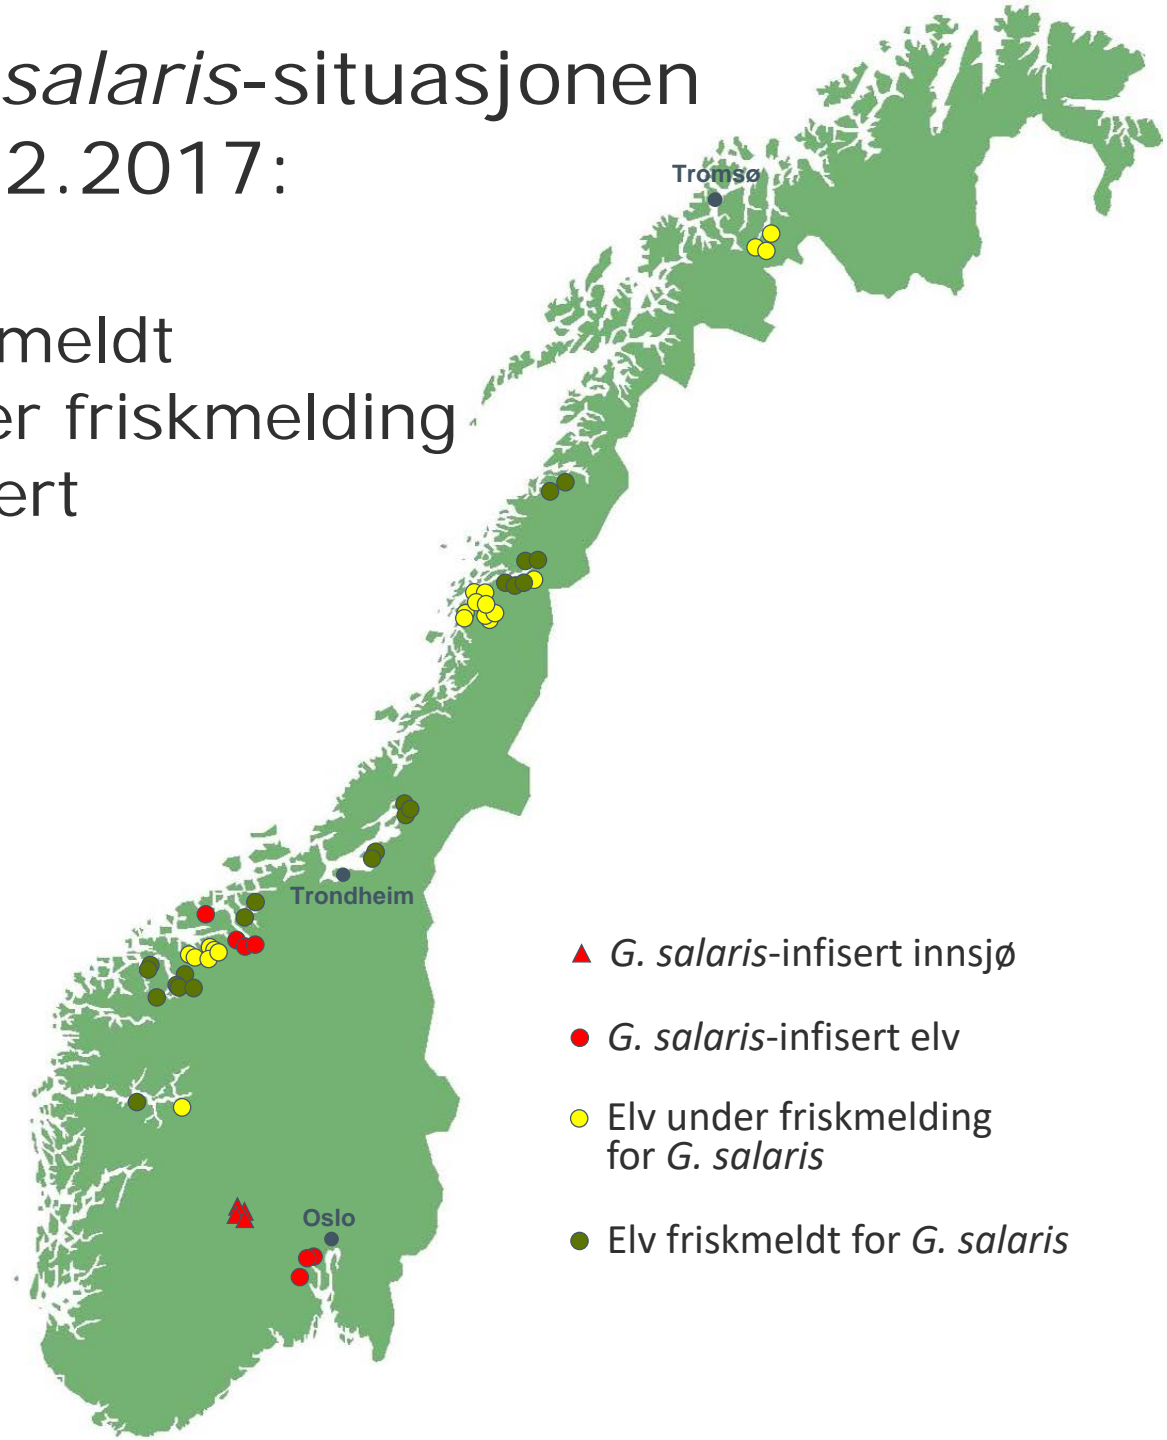 salaris-situasjonen
2.2017:
meldt
er friskmelding
ert
Tromsø
Trondheim
G. salaris-infisert innsjø
G. salaris-infisert elv
Elv under friskmelding
for G. salaris
Oslo
Elv friskmeldt for G. salaris